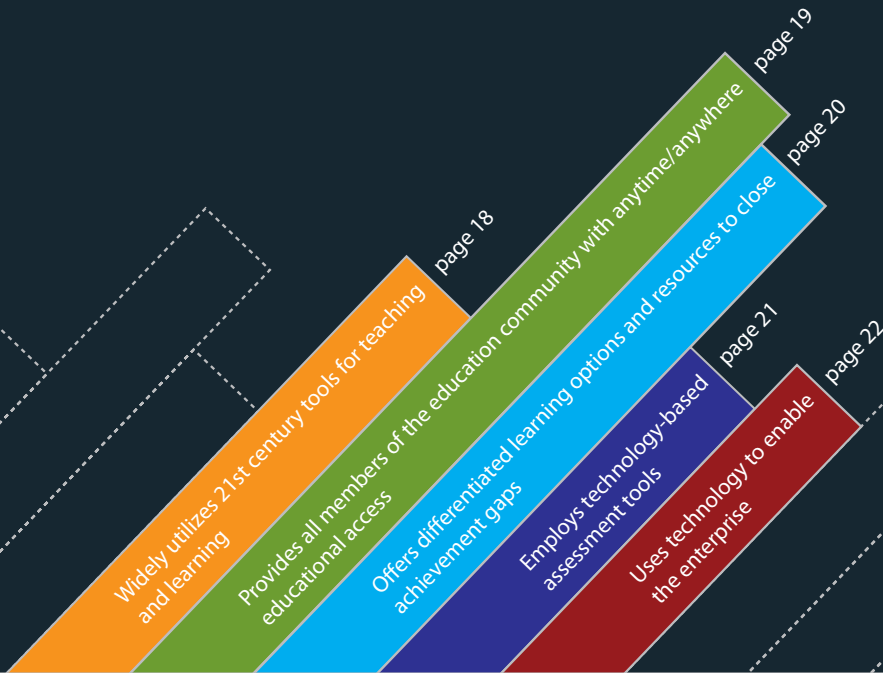 page 18
Widely utilizes 21st century tools for teaching
and learning
page 19
Provides all members of the education community with anytime/anywhere
educational access
page 20
Offers differentiated learning options and resources to close
achievement gaps
page 21
Employs technology-based
assessment tools
page 22
Uses technology to enable
the enterprise